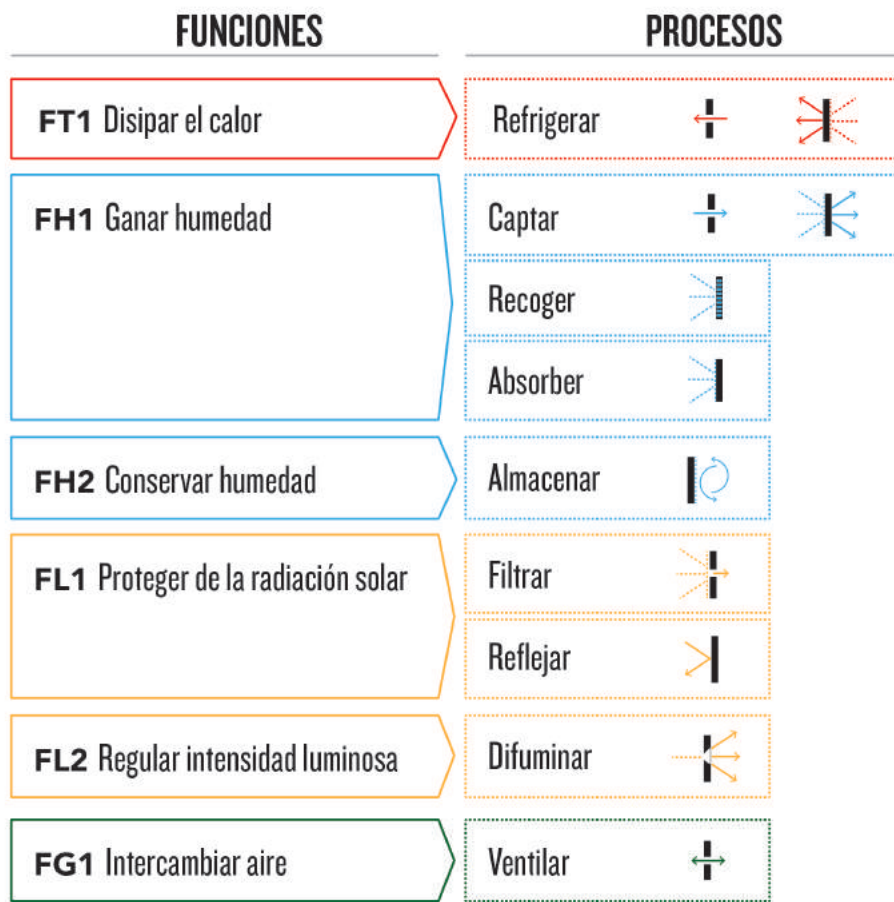 FUNCIONES PROCESOS
FT1 Disipar el calor Refrigerar
FH1 Ganar humedad Captar
Recoger
Absorber
FH2 Conservar humedad Almacenar
FL1 Proteger de la radiación solar Filtrar
Reflejar
FL2 Regular intensidad luminosa Difuminar
FG1 Intercambiar aire Ventilar